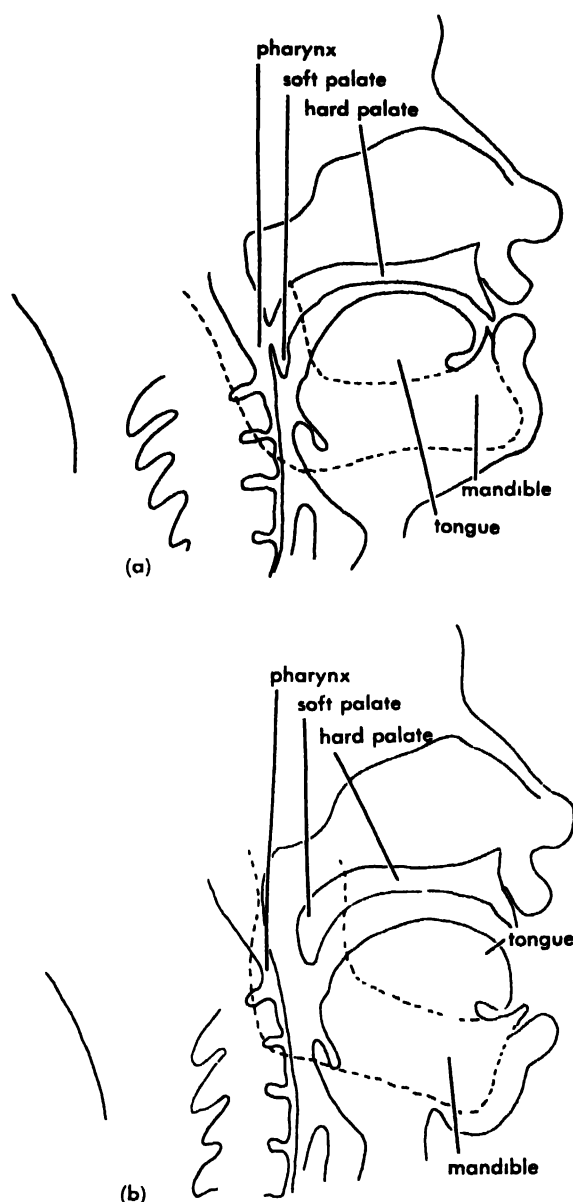 pharynx
soft palate
hard palate
mandible
tongue
(a)
pharynx
soft palate
hard palate
tongue
mandible
(b)